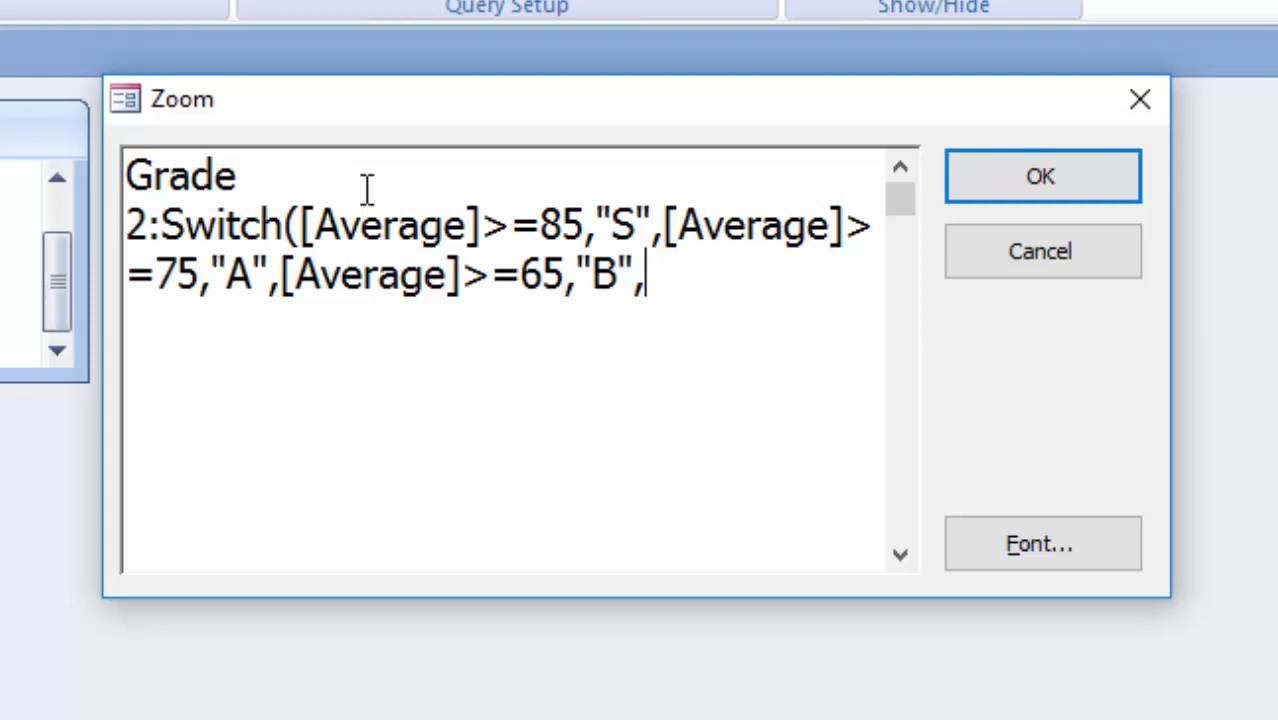 Query Setup
Show/Hide
Zoom
Grade
2:Switch([Average]>=85,"S",[Average]>
=75,"A",[Average]>=65,"B",
OK
Cancel
Font...